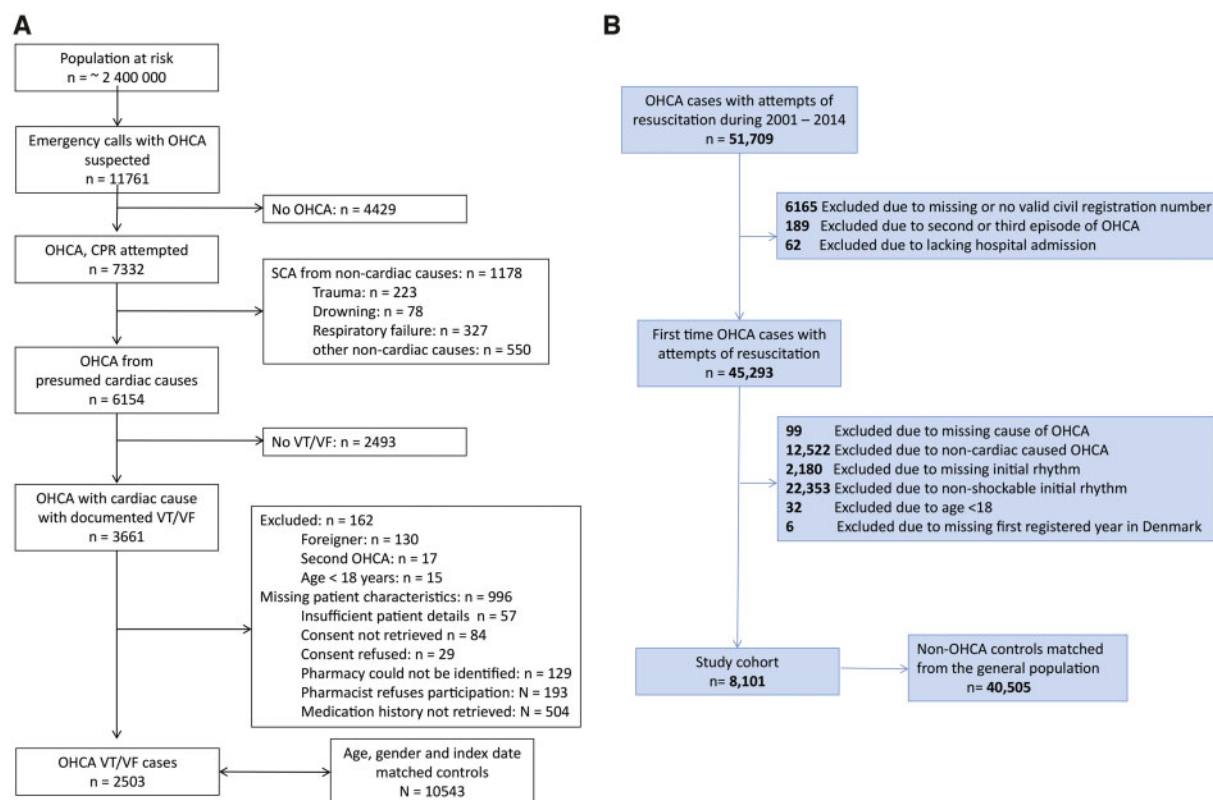 A
Population at risk
n = ~ 2 400 000
Emergency calls with OHCA
suspected
n = 11761
No OHCA: n = 4429
OHCA, CPR attempted
n = 7332
SCA from non-cardiac causes: n = 1178
Trauma: n = 223
Drowning: n = 78
Respiratory failure: n = 327
other non-cardiac causes: n = 550
OHCA from
presumed cardiac causes
n = 6154
No VT/VF: n = 2493
OHCA with cardiac cause
with documented VT/VF
n = 3661
Excluded: n = 162
Foreigner: n = 130
Second OHCA: n = 17
Age < 18 years: n = 15
Missing patient characteristics: n = 996
Insufficient patient details n = 57
Consent not retrieved n = 84
Consent refused: n = 29
Pharmacy could not be identified: n = 129
Pharmacist refuses participation: N = 193
Medication history not retrieved: N = 504
OHCA VT/VF cases
n = 2503
Age, gender and index date
matched controls
N = 10543
B
OHCA cases with attempts of
resuscitation during 2001 – 2014
n = 51,709
6165 Excluded due to missing or no valid civil registration number
189 Excluded due to second or third episode of OHCA
62 Excluded due to lacking hospital admission
First time OHCA cases with
attempts of resuscitation
n = 45,293
99 Excluded due to missing cause of OHCA
12,522 Excluded due to non-cardiac caused OHCA
2,180 Excluded due to missing initial rhythm
22,353 Excluded due to non-shockable initial rhythm
32 Excluded due to age <18
6 Excluded due to missing first registered year in Denmark
Study cohort
n= 8,101
Non-OHCA controls matched
from the general population
n= 40,505